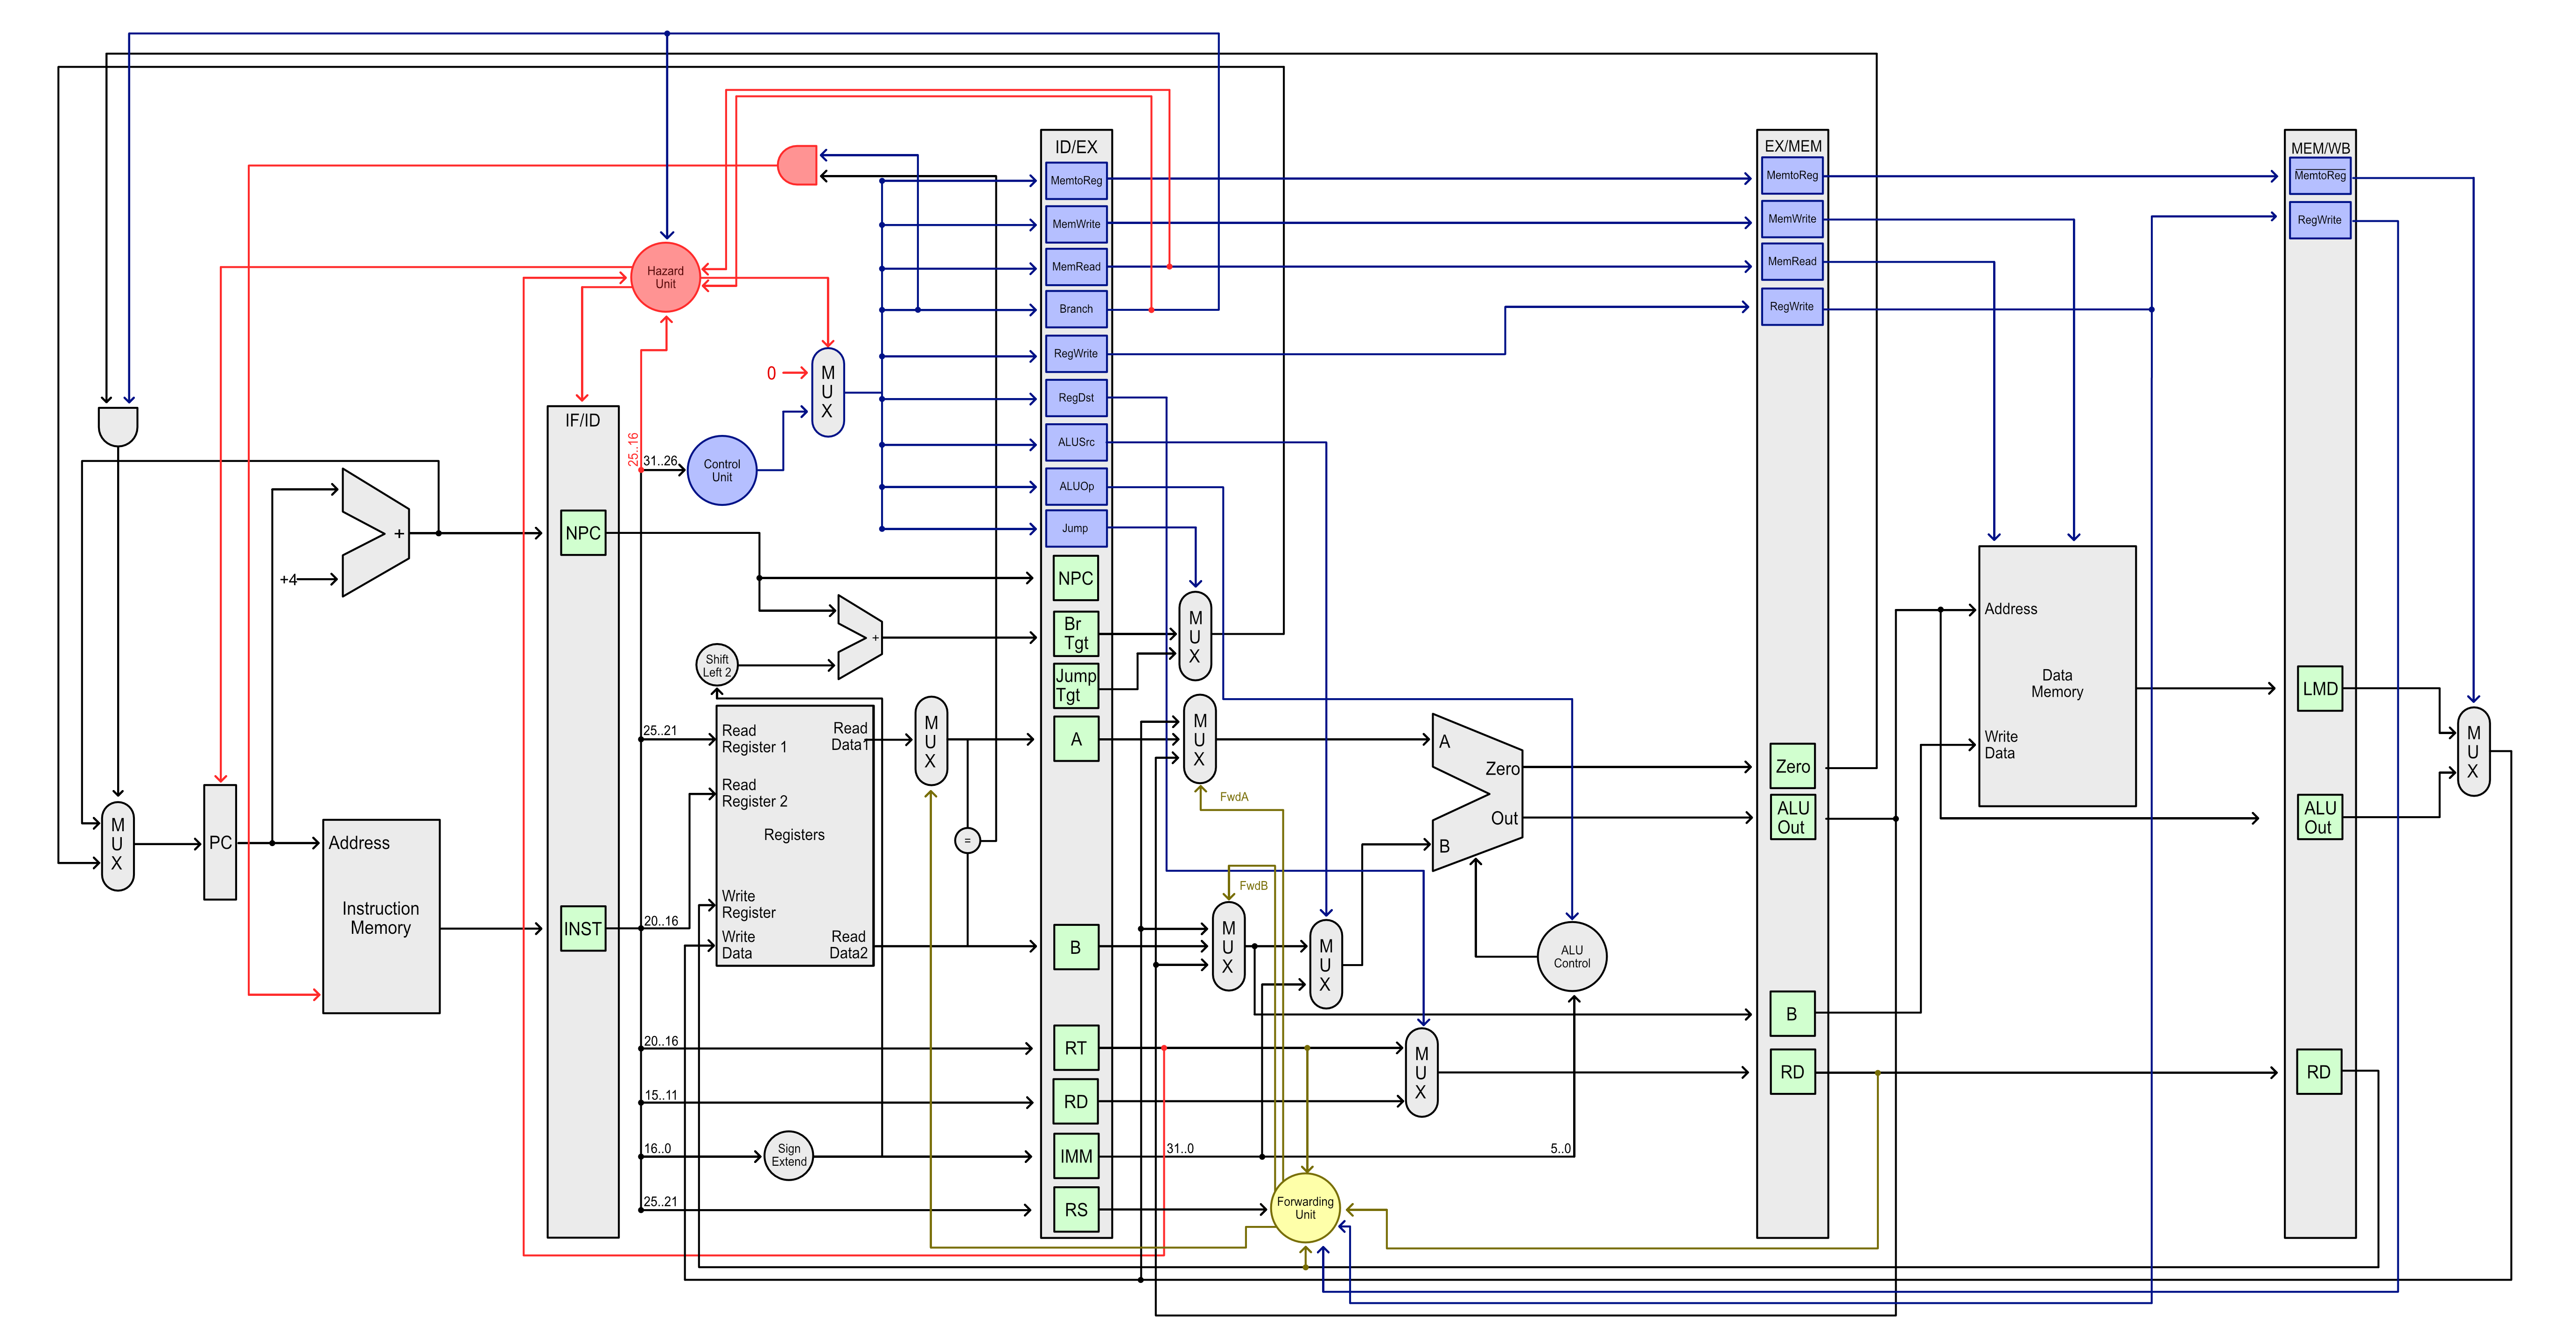 ID/EX
MemtoReg
MemWrite
MemRead
Branch
RegWrite
RegDst
ALUSrc
ALUOp
Jump
NPC
Br
Tgt
Jump
Tgt
A
B
RT
RD
IMM
RS
EX/MEM
MemtoReg
MemWrite
MemRead
RegWrite
Zero
ALU
Out
B
RD
MEM/WB
MemtoReg
RegWrite
LMD
ALU
Out
RD
Hazard
Unit
0
M
U
X
Control
Unit
25..16
31..26
IF/ID
NPC
INST
+
+4
M
U
X
PC
Address
Instruction
Memory
+
Shift
Left 2
25..21
Read
Register 1
Read
Data1
Read
Register 2
Registers
20..16
Write
Register
Write
Data
Read
Data2
M
U
X
=
20..16
15..11
16..0
Sign
Extend
25..21
M
U
X
M
U
X
FwdA
FwdB
M
U
X
M
U
X
A
Zero
Out
B
ALU
Control
M
U
X
31..0
5..0
Forwarding
Unit
Address
Data
Memory
Write
Data
M
U
X